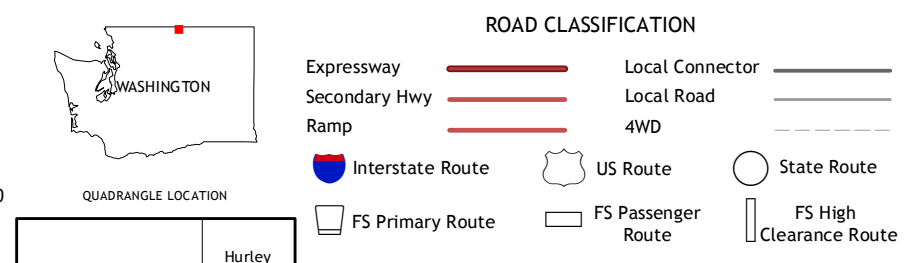 WASHINGTON
QUADRANGLE LOCATION
Hurley
ROAD CLASSIFICATION
Expressway
Local Connector
Secondary Hwy
Local Road
Ramp
4WD
Interstate Route
US Route
State Route
FS Primary Route
FS Passenger
Route
FS High
Clearance Route